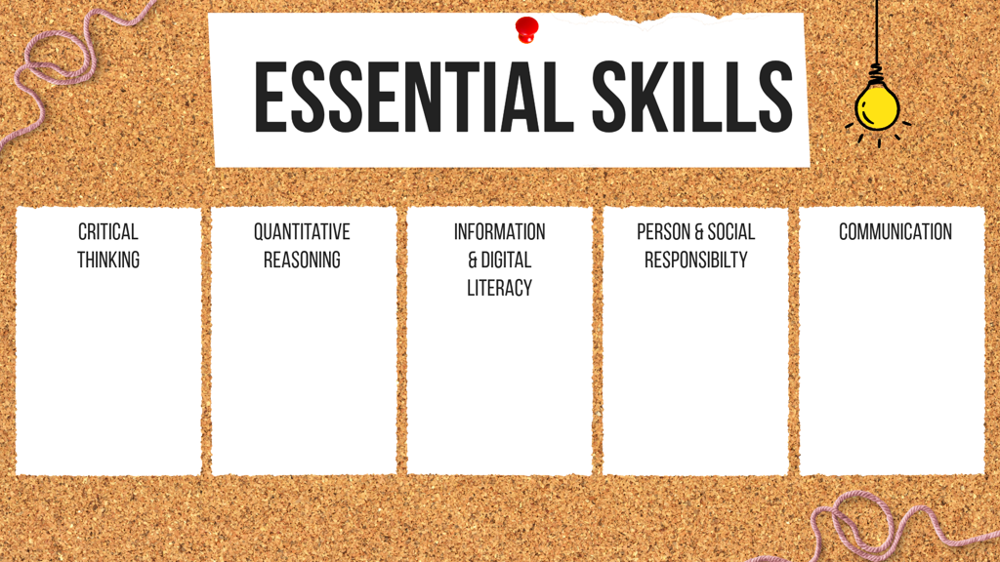 ESSENTIAL SKILLS
CRITICAL
THINKING
QUANTITATIVE
REASONING
INFORMATION
& DIGITAL
LITERACY
PERSON & SOCIAL
RESPONSIBILTY
COMMUNICATION